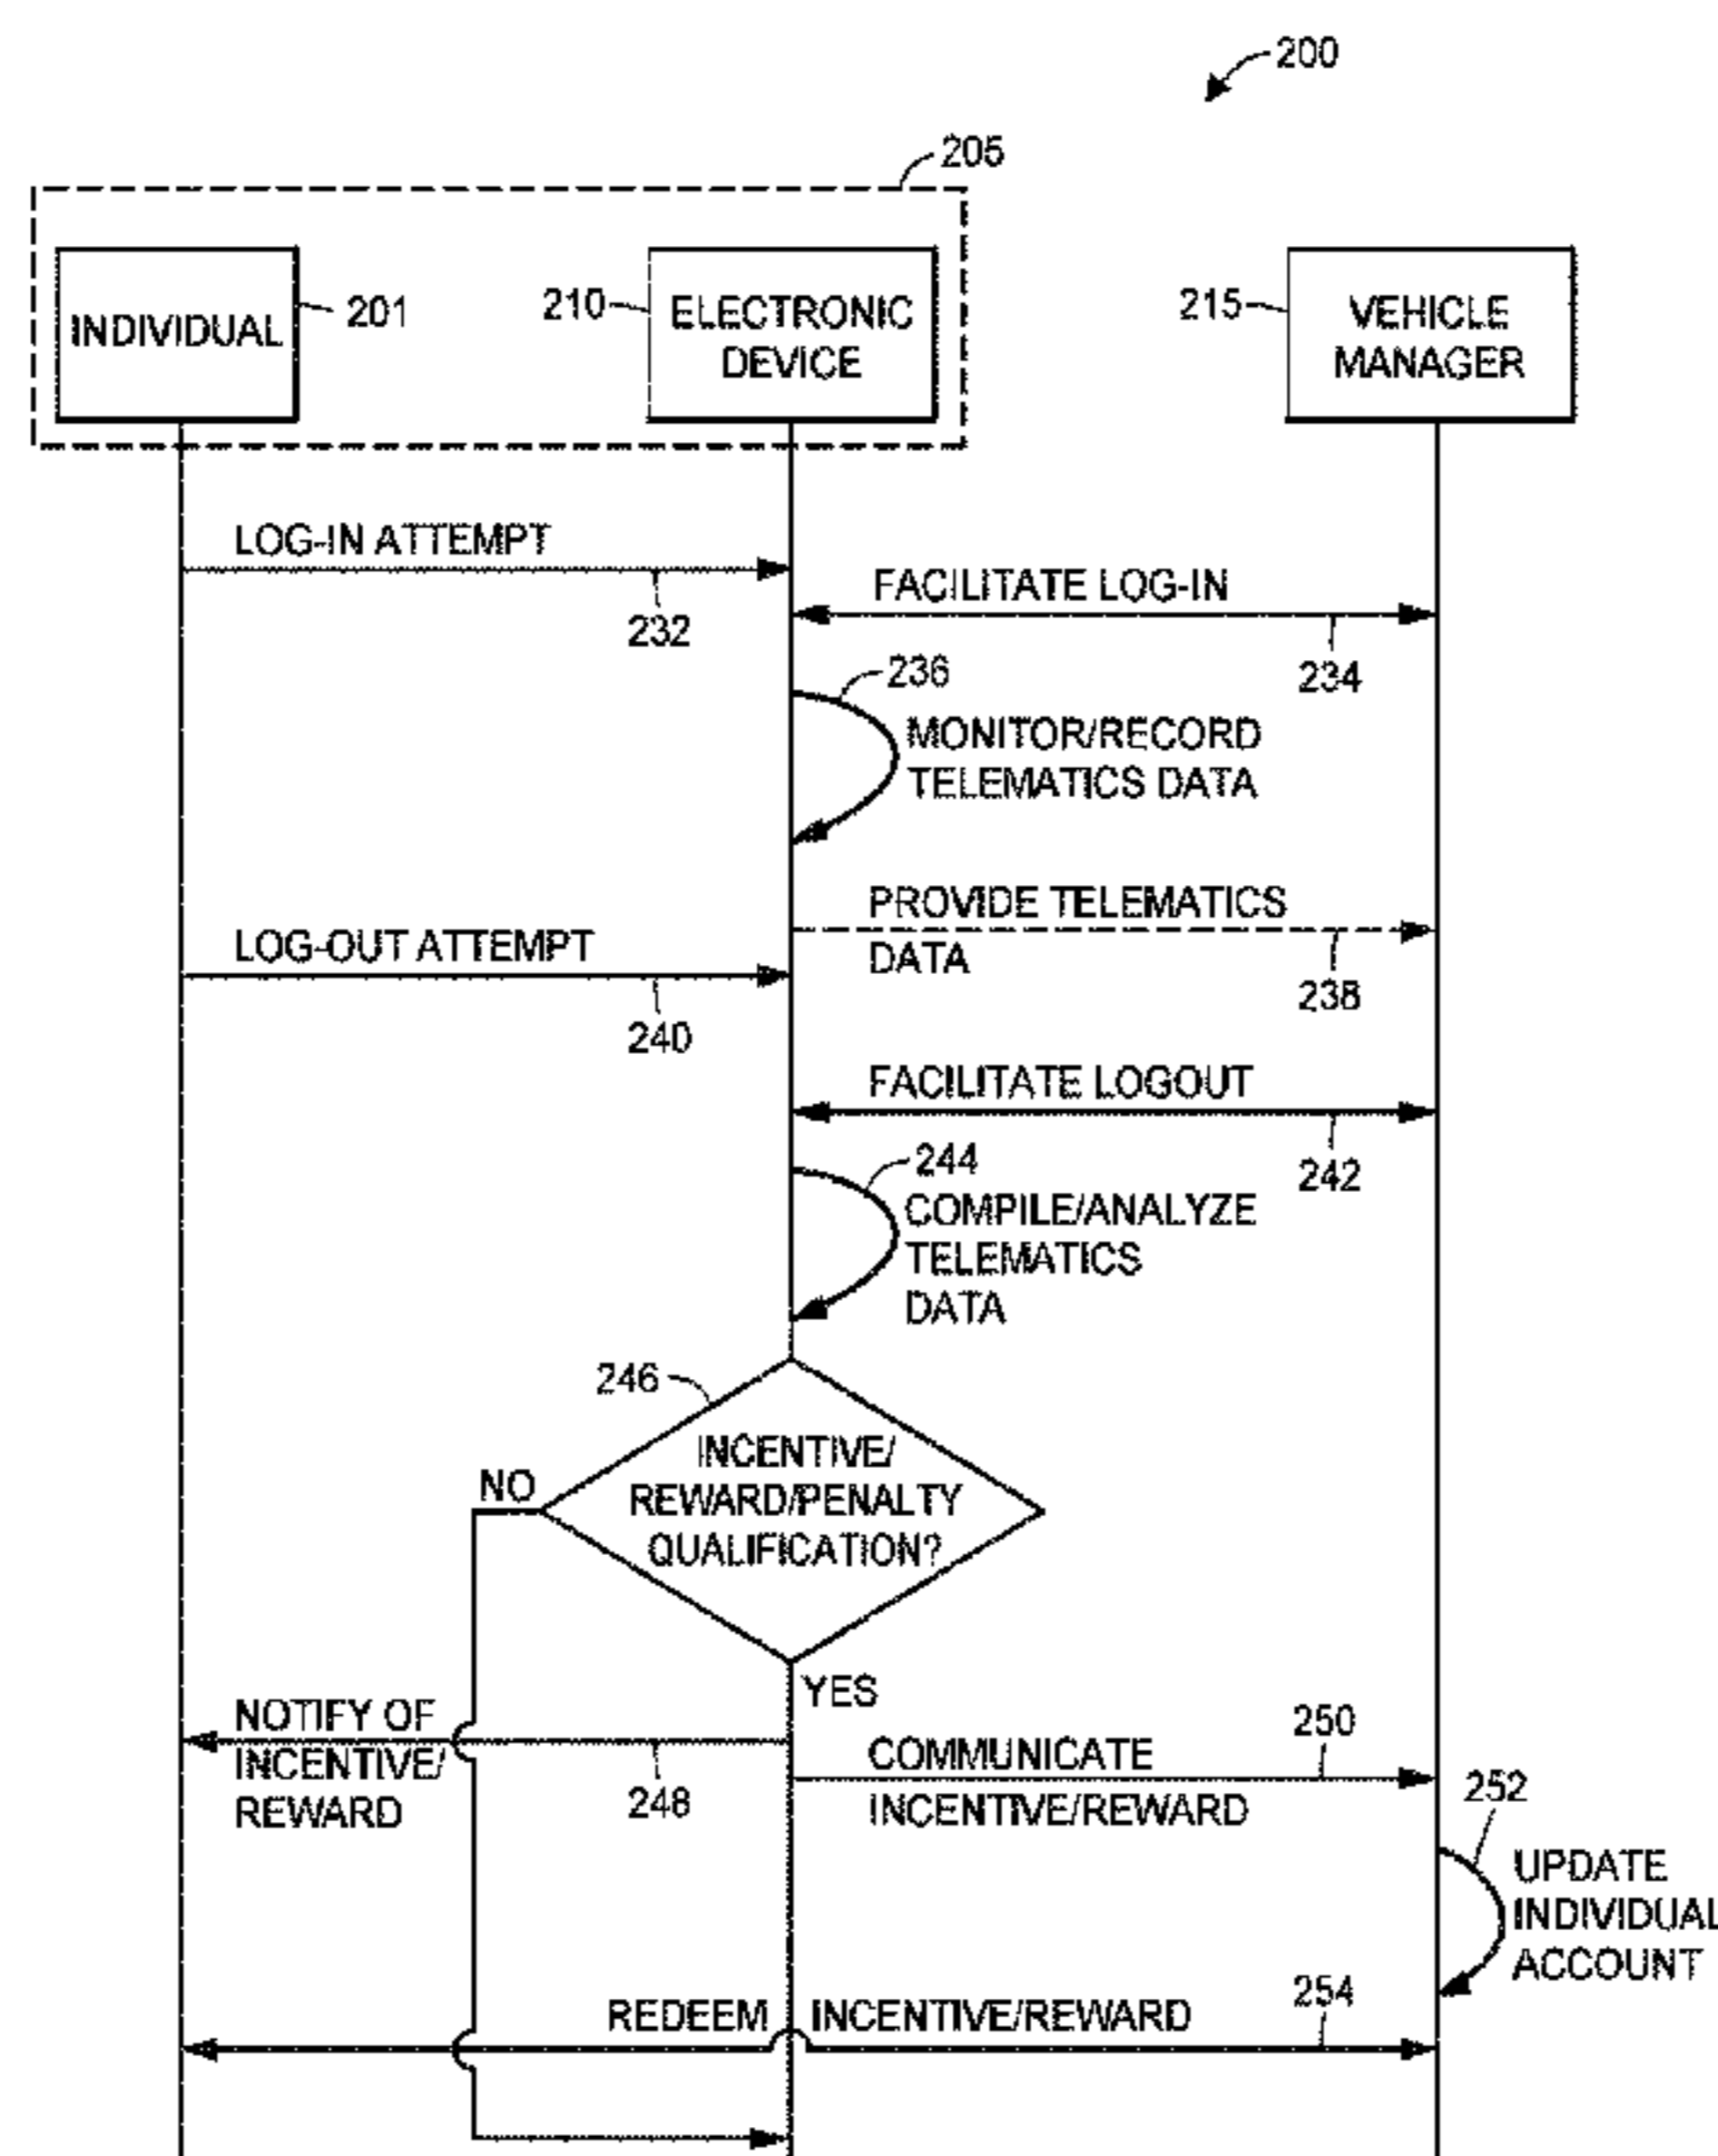 200
205
INDIVIDUAL
201
210
ELECTRONIC
DEVICE
215
VEHICLE
MANAGER
LOG-IN ATTEMPT
232
FACILITATE LOG-IN
234
236
MONITOR/RECORD
TELEMATICS DATA
PROVIDE TELEMATICS
DATA
238
LOG-OUT ATTEMPT
240
FACILITATE LOGOUT
242
244
COMPILE/ANALYZE
TELEMATICS
DATA
246
INCENTIVE/
REWARD/PENALTY
QUALIFICATION?
NO
YES
NOTIFY OF
INCENTIVE/
REWARD
248
250
COMMUNICATE
INCENTIVE/REWARD
252
UPDATE
INDIVIDUAL
ACCOUNT
254
REDEEM INCENTIVE/REWARD